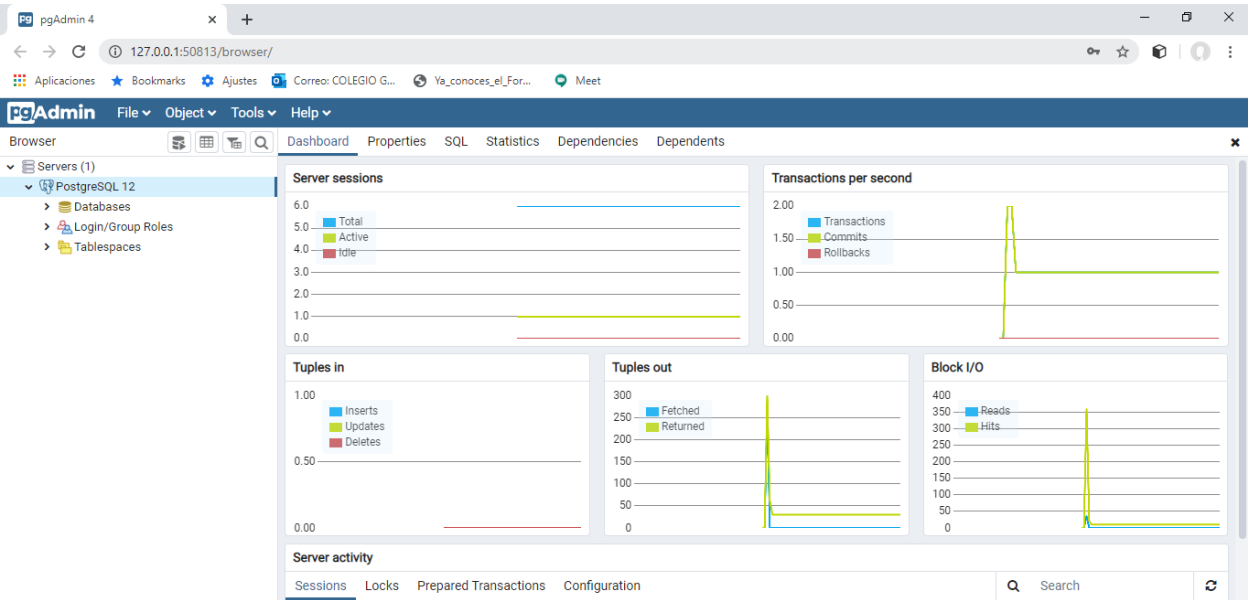 pgAdmin 4
127.0.0.1:50813/browser/
Aplicaciones Bookmarks Ajustes Correo: COLEGIO G... Ya_conoces_el_For... Meet
pgAdmin File Object Tools Help
Browser
Dashboard Properties SQL Statistics Dependencies Dependents
Servers (1)
PostgreSQL 12
Databases
Login/Group Roles
Tablespaces
Server sessions
6.0
5.0
4.0
3.0
2.0
1.0
0.0
Total
Active
Idle
Transactions per second
2.00
1.50
1.00
0.50
0.00
Transactions
Commits
Rollbacks
Tuples in
1.00
0.50
0.00
Inserts
Updates
Deletes
Tuples out
300
250
200
150
100
50
0
Fetched
Returned
Block I/O
400
350
300
250
200
150
100
50
0
Reads
Hits
Server activity
Sessions Locks Prepared Transactions Configuration
Search